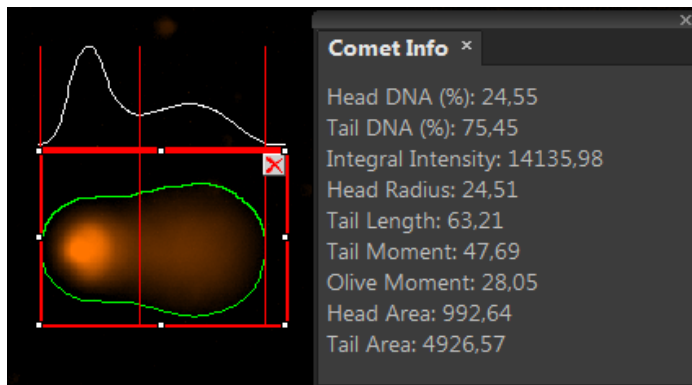 Comet Info ×
Head DNA (%): 24,55
Tail DNA (%): 75,45
Integral Intensity: 14135,98
Head Radius: 24,51
Tail Length: 63,21
Tail Moment: 47,69
Olive Moment: 28,05
Head Area: 992,64
Tail Area: 4926,57